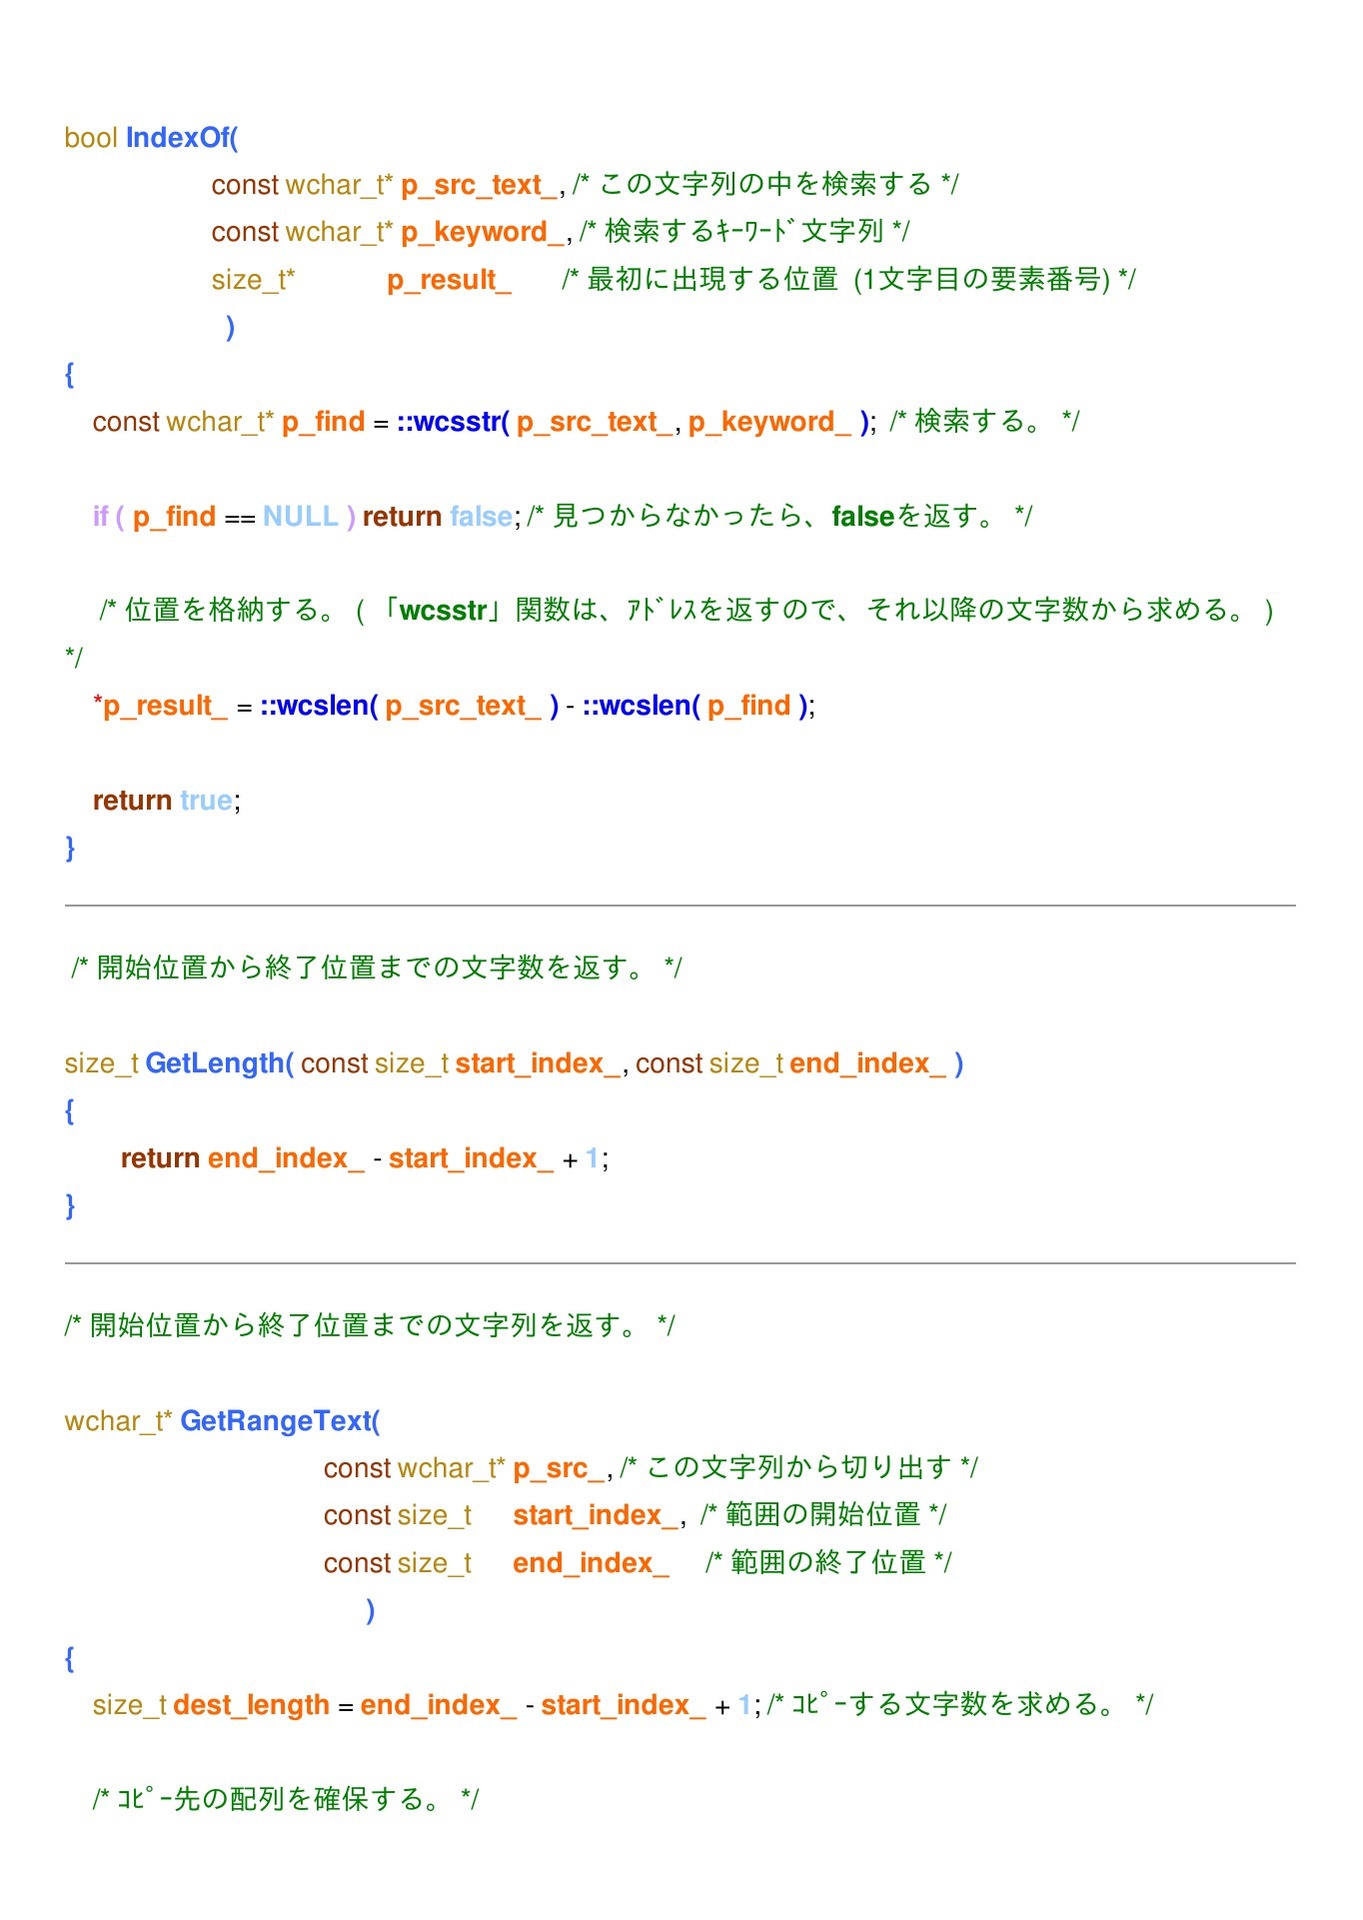 bool IndexOf(
const wchar_t* p_src_text_, /* この文字列の中を検索する */
const wchar_t* p_keyword_, /* 検索するｷｰﾜｰﾄﾞ文字列 */
size_t* p_result_ /* 最初に出現する位置 (1文字目の要素番号) */
)
{
const wchar_t* p_find = ::wcsstr( p_src_text_, p_keyword_ ); /* 検索する。 */
if ( p_find == NULL ) return false; /* 見つからなかったら、falseを返す。 */
/* 位置を格納する。 ( 「wcsstr」関数は、ｱﾄﾞﾚｽを返すので、それ以降の文字数から求める。 )
*/
*p_result_ = ::wcslen( p_src_text_ ) - ::wcslen( p_find );
return true;
}
/* 開始位置から終了位置までの文字数を返す。 */
size_t GetLength( const size_t start_index_, const size_t end_index_ )
{
return end_index_ - start_index_ + 1;
}
/* 開始位置から終了位置までの文字列を返す。 */
wchar_t* GetRangeText(
const wchar_t* p_src_, /* この文字列から切り出す */
const size_t start_index_, /* 範囲の開始位置 */
const size_t end_index_ /* 範囲の終了位置 */
)
{
size_t dest_length = end_index_ - start_index_ + 1; /* ｺﾋﾟｰする文字数を求める。 */
/* ｺﾋﾟｰ先の配列を確保する。 */